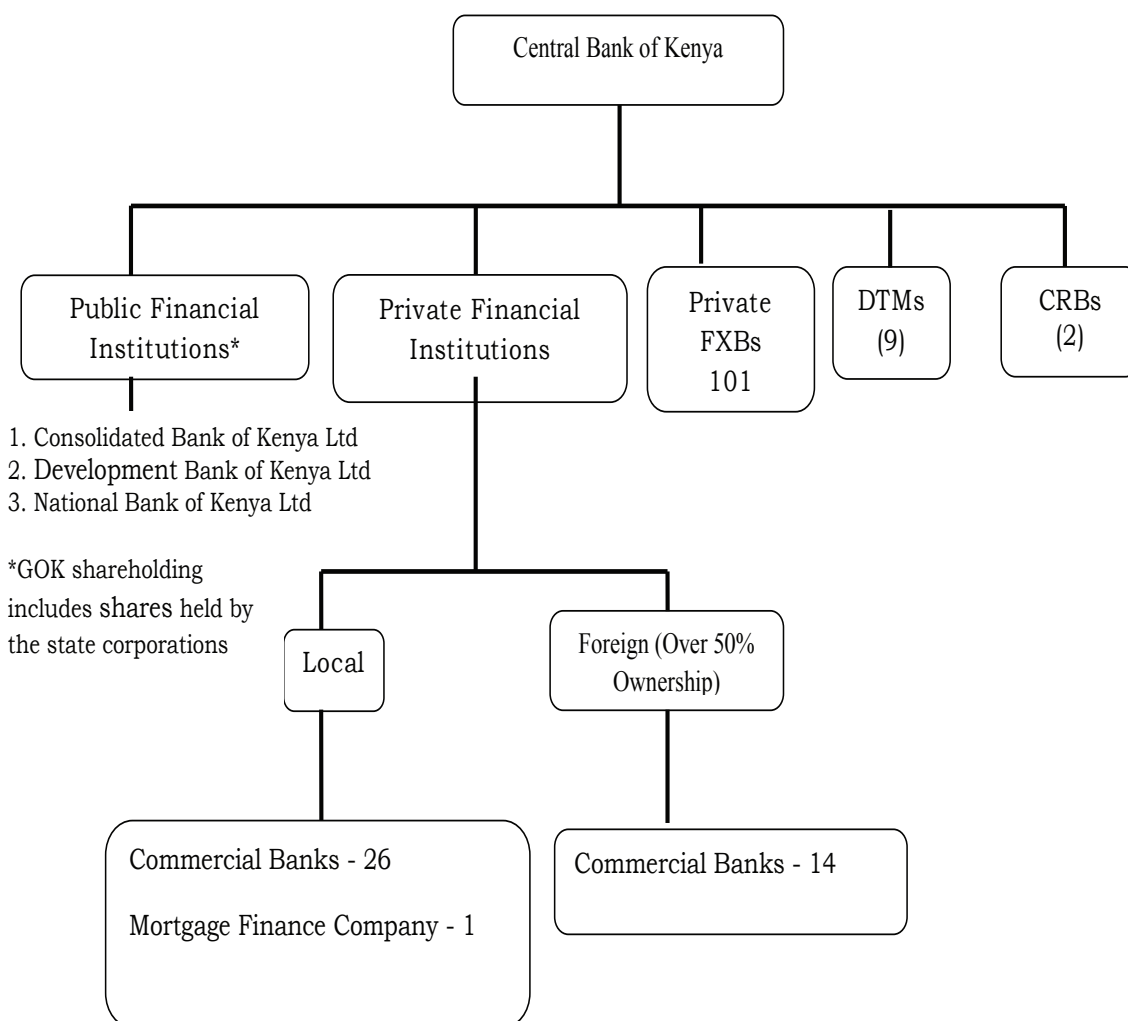 Central Bank of Kenya
Public Financial
Institutions*
Private Financial
Institutions
Private
FXBs
101
DTMs
(9)
CRBs
(2)
1. Consolidated Bank of Kenya Ltd
2. Development Bank of Kenya Ltd
3. National Bank of Kenya Ltd
*GOK shareholding
includes shares held by
the state corporations
Local
Foreign (Over 50%
Ownership)
Commercial Banks - 26
Mortgage Finance Company - 1
Commercial Banks - 14